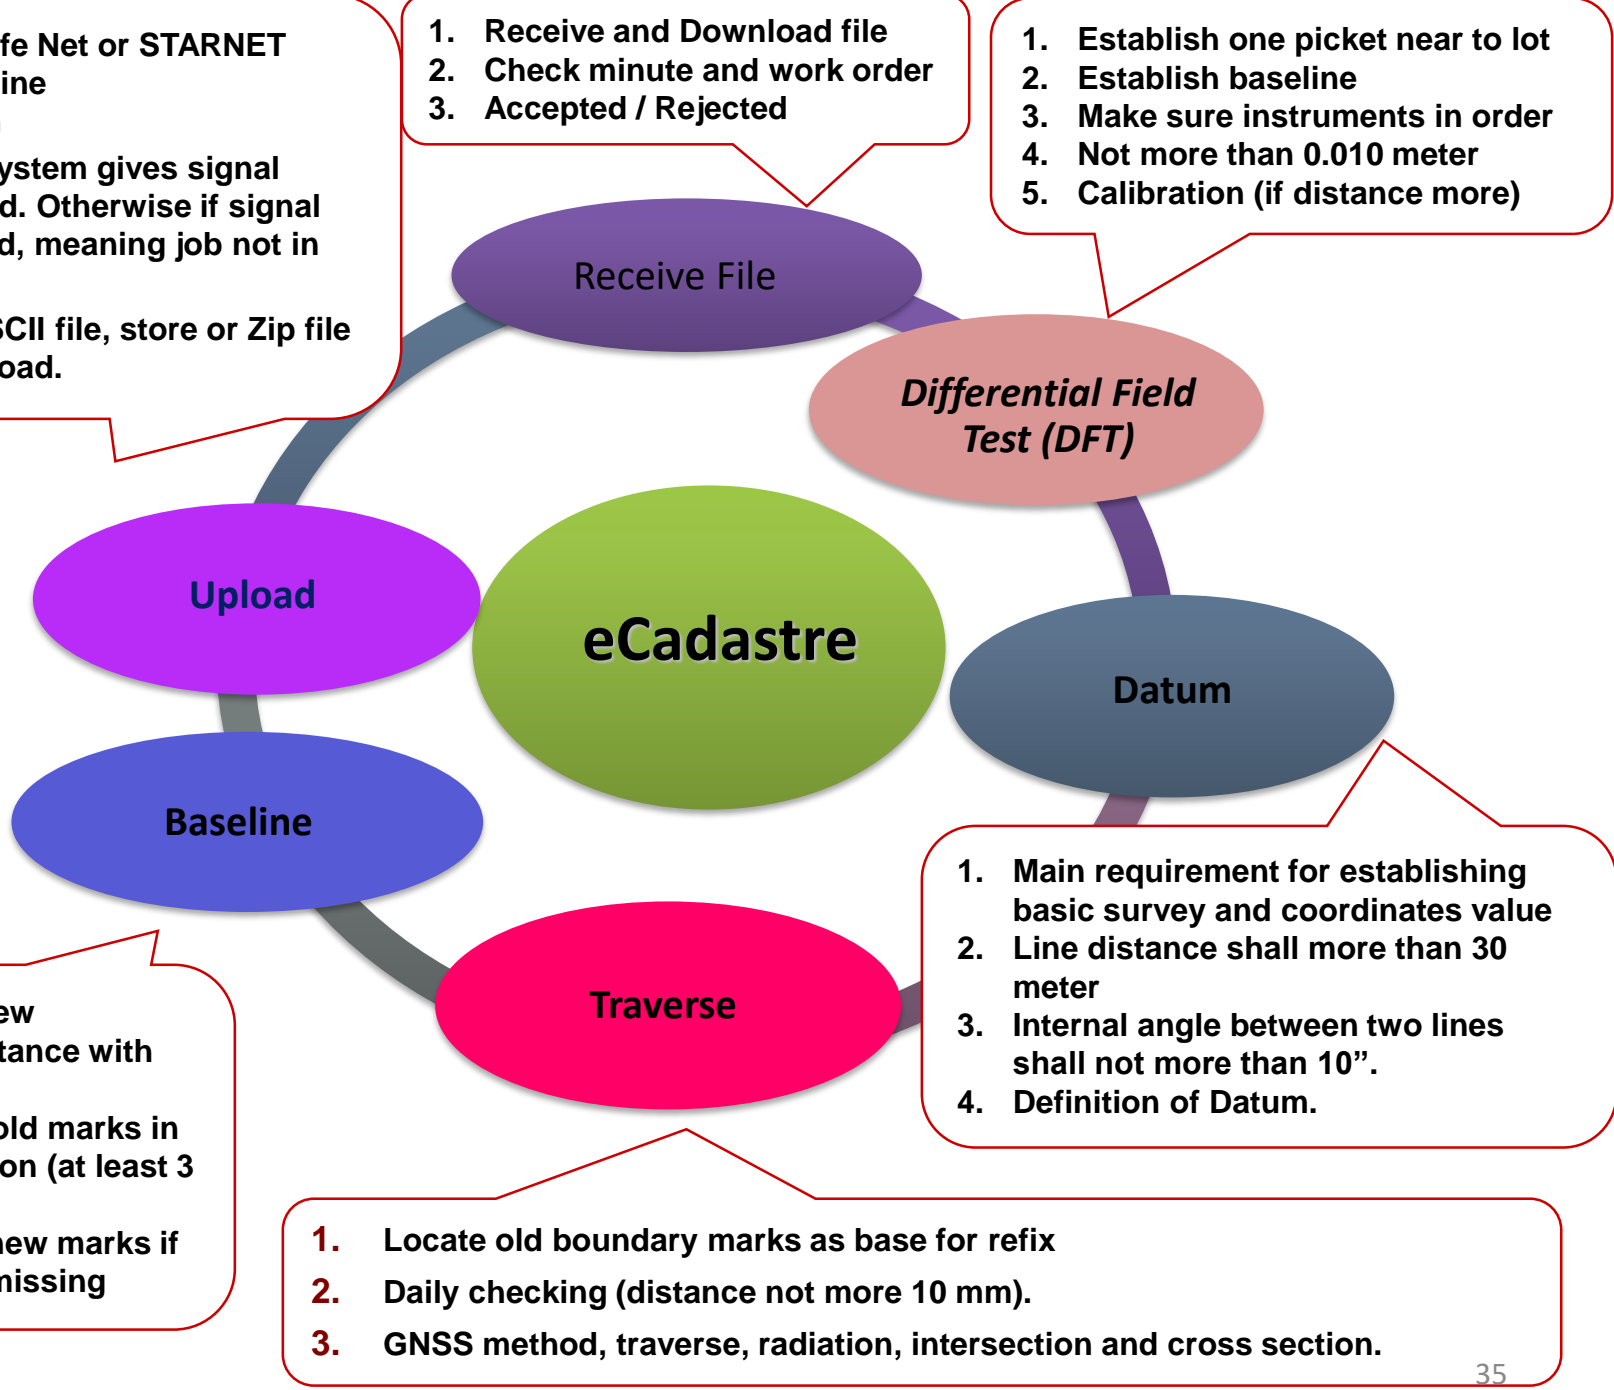 fe Net or STARNET
ine
ystem gives signal
d. Otherwise if signal
d, meaning job not in
SCII file, store or Zip file
oad.
1. Receive and Download file
2. Check minute and work order
3. Accepted / Rejected
1. Establish one picket near to lot
2. Establish baseline
3. Make sure instruments in order
4. Not more than 0.010 meter
5. Calibration (if distance more)
Receive File
Differential Field
Test (DFT)
Upload
eCadastre
Datum
Baseline
Traverse
1. Main requirement for establishing
basic survey and coordinates value
2. Line distance shall more than 30
meter
3. Internal angle between two lines
shall not more than 10”.
4. Definition of Datum.
ew
tance with
old marks in
on (at least 3
new marks if
missing
1. Locate old boundary marks as base for refix
2. Daily checking (distance not more 10 mm).
3. GNSS method, traverse, radiation, intersection and cross section.
35